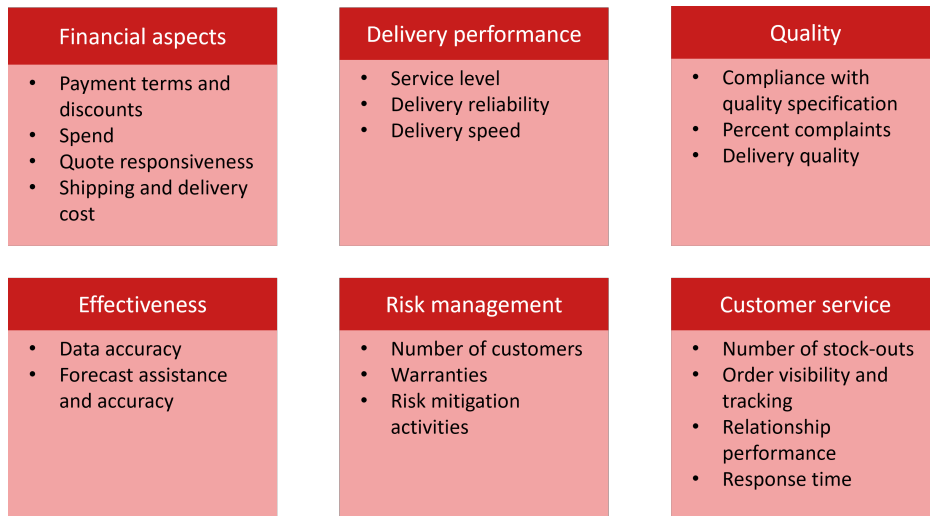 Financial aspects
• Payment terms and
discounts
• Spend
• Quote responsiveness
• Shipping and delivery
cost
Delivery performance
• Service level
• Delivery reliability
• Delivery speed
Quality
• Compliance with
quality specification
• Percent complaints
• Delivery quality
Effectiveness
• Data accuracy
• Forecast assistance
and accuracy
Risk management
• Number of customers
• Warranties
• Risk mitigation
activities
Customer service
• Number of stock-outs
• Order visibility and
tracking
• Relationship
performance
• Response time